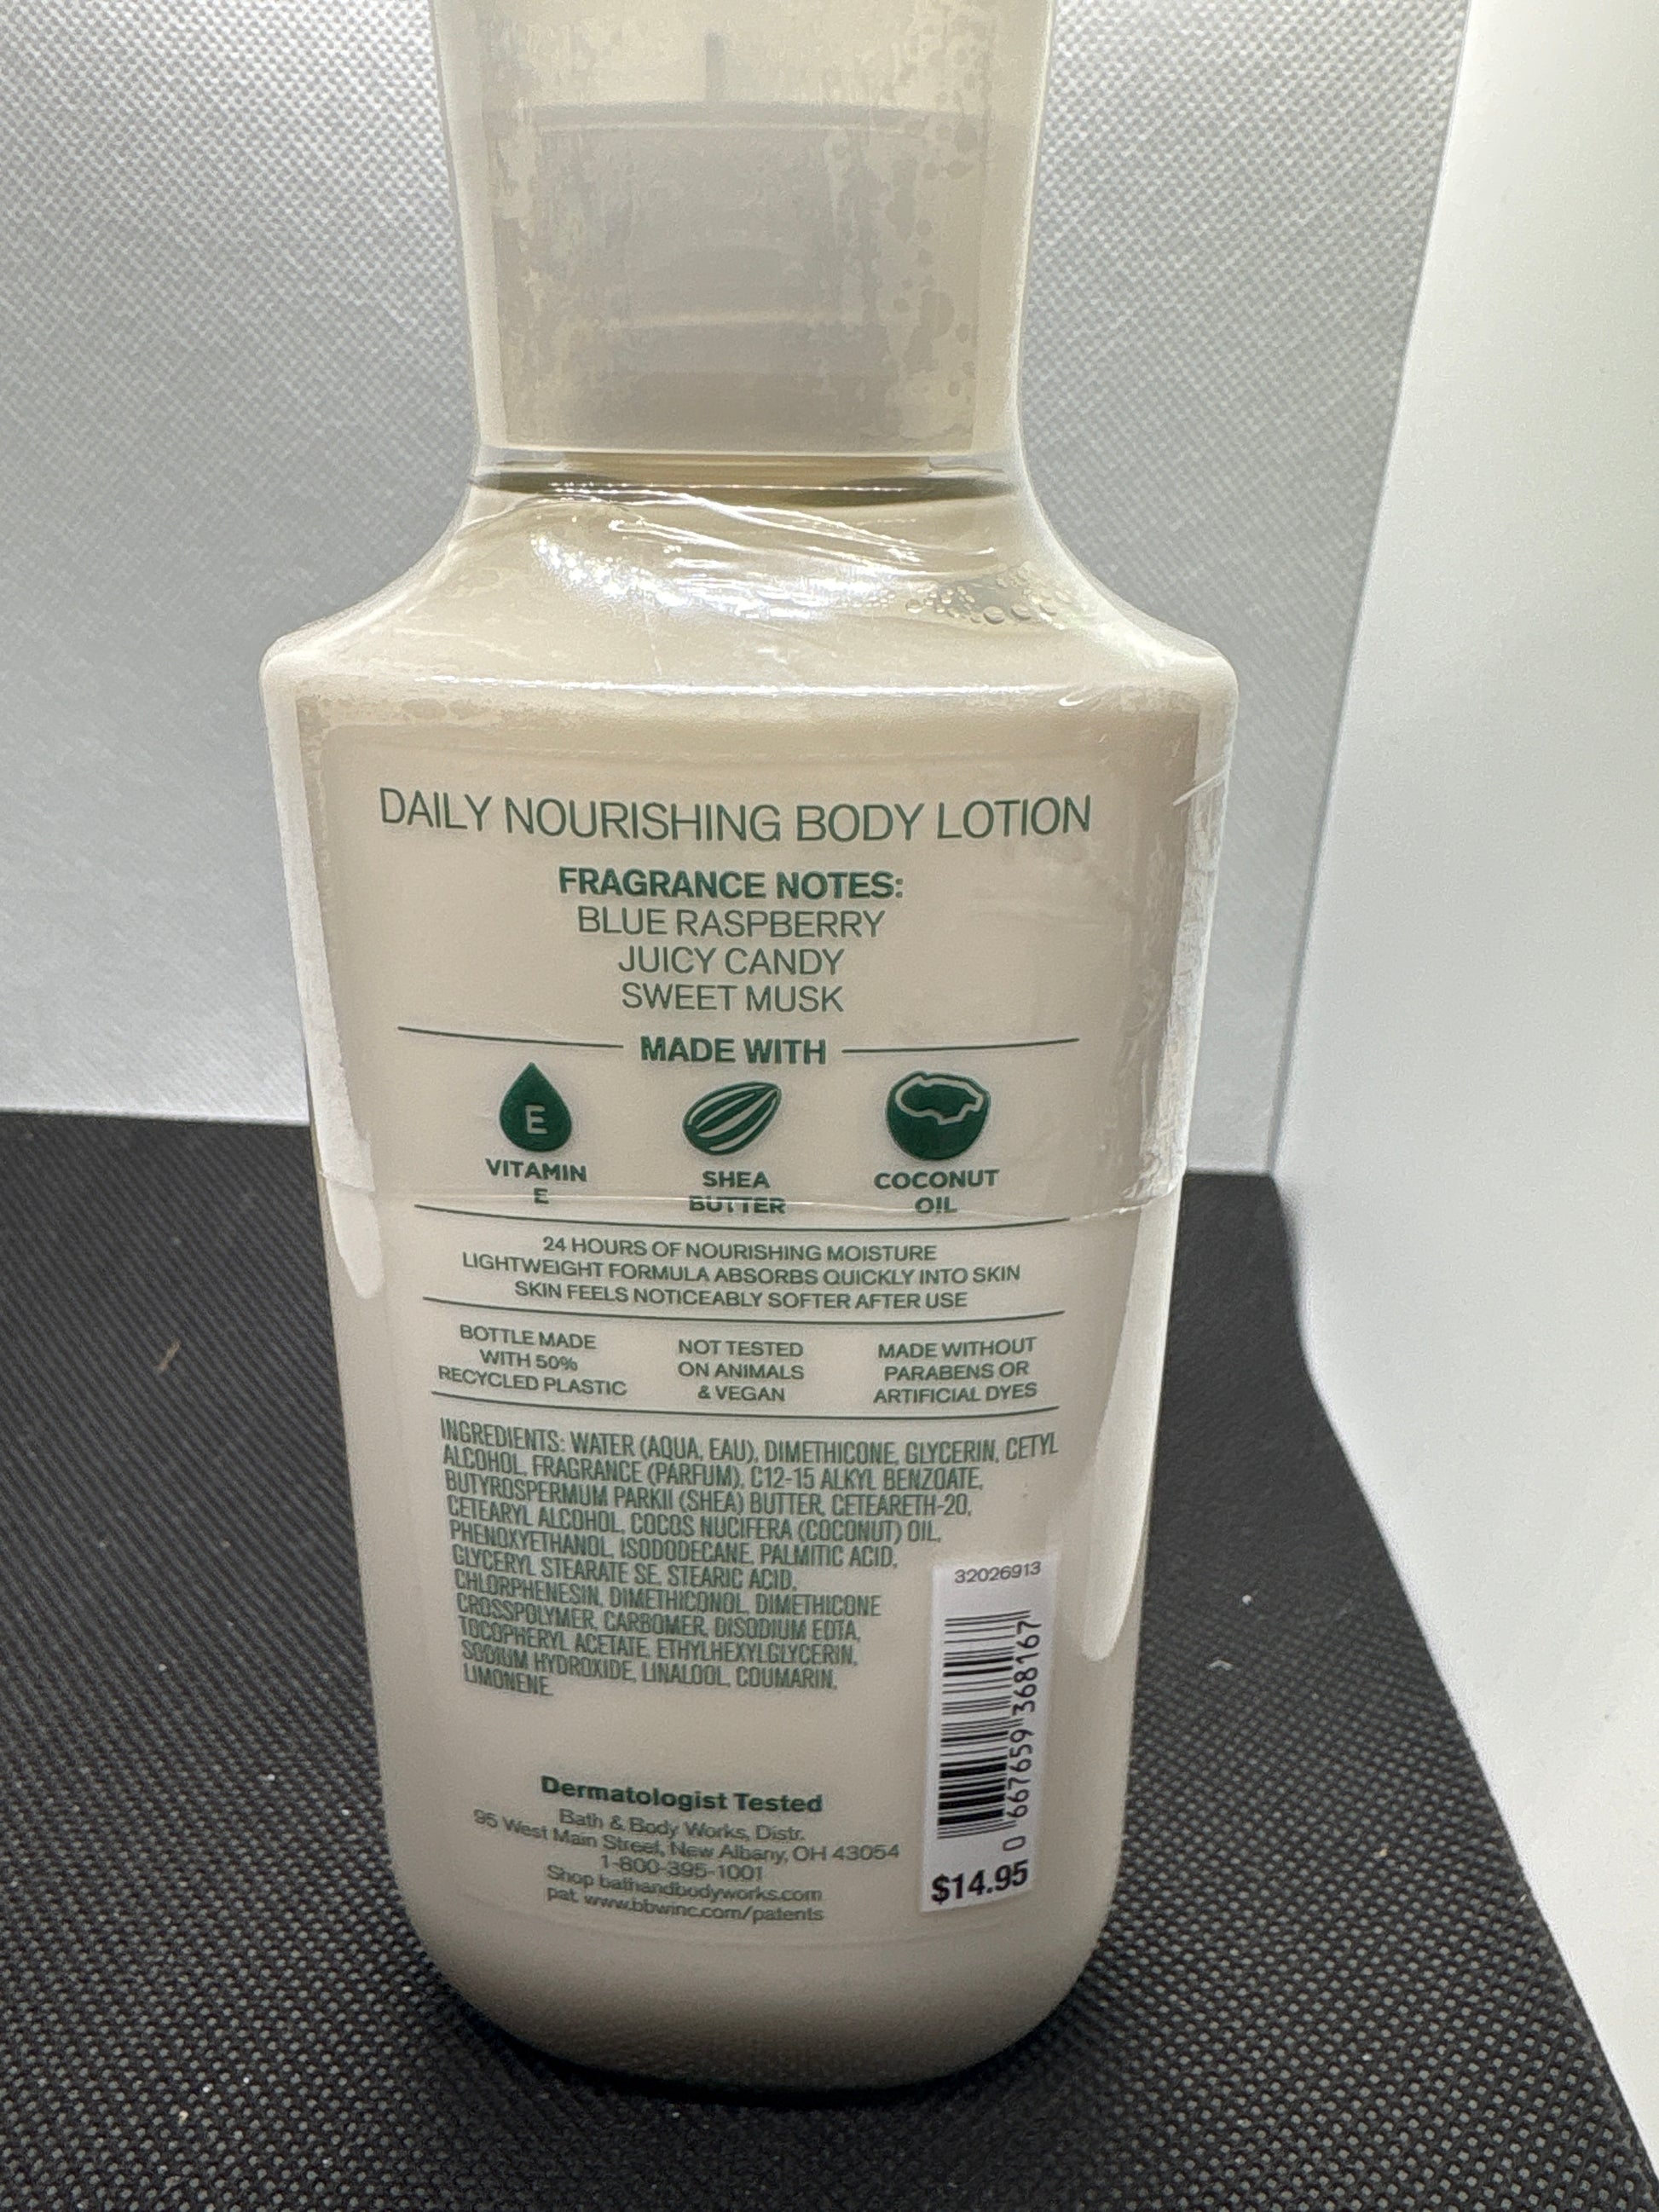 DAILY NOURISHING BODY LOTION
FRAGRANCE NOTES:
BLUE RASPBERRY
JUICY CANDY
SWEET MUSK
MADE WITH
E
VITAMIN
E
SHEA
BUTTER
COCONUT
OIL
24 HOURS OF NOURISHING MOISTURE
LIGHTWEIGHT FORMULA ABSORBS QUICKLY INTO SKIN
SKIN FEELS NOTICEABLY SOFTER AFTER USE
BOTTLE MADE
WITH 50%
RECYCLED PLASTIC
NOT TESTED
ON ANIMALS
& VEGAN
MADE WITHOUT
PARABENS OR
ARTIFICIAL DYES
INGREDIENTS: WATER (AQUA, EAU), DIMETHICONE, GLYCERIN, CETYL
ALCOHOL, FRAGRANCE (PARFUM), C12-15 ALKYL BENZOATE,
BUTYROSPERMUM PARKII (SHEA) BUTTER, CETEARETH-20,
CETEARYL ALCOHOL, COCOS NUCIFERA (COCONUT) OIL,
PHENOXYETHANOL, ISODODECANE, PALMITIC ACID,
GLYCERYL STEARATE SE, STEARIC ACID,
CHLORPHENESIN, DIMETHICONOL, DIMETHICONE
CROSSPOLYMER, CARBOMER, DISODIUM EDTA,
TOCOPHERYL ACETATE, ETHYLHEXYLGLYCERIN,
SODIUM HYDROXIDE, LINALOOL, COUMARIN,
LIMONENE.
32026913
0 667659 368167
$14.95
Dermatologist Tested
Bath & Body Works, Distr.
95 West Main Street, New Albany, OH 43054
1-800-395-1001
Shop bathandbodyworks.com
pat. www.bbwinc.com/patents